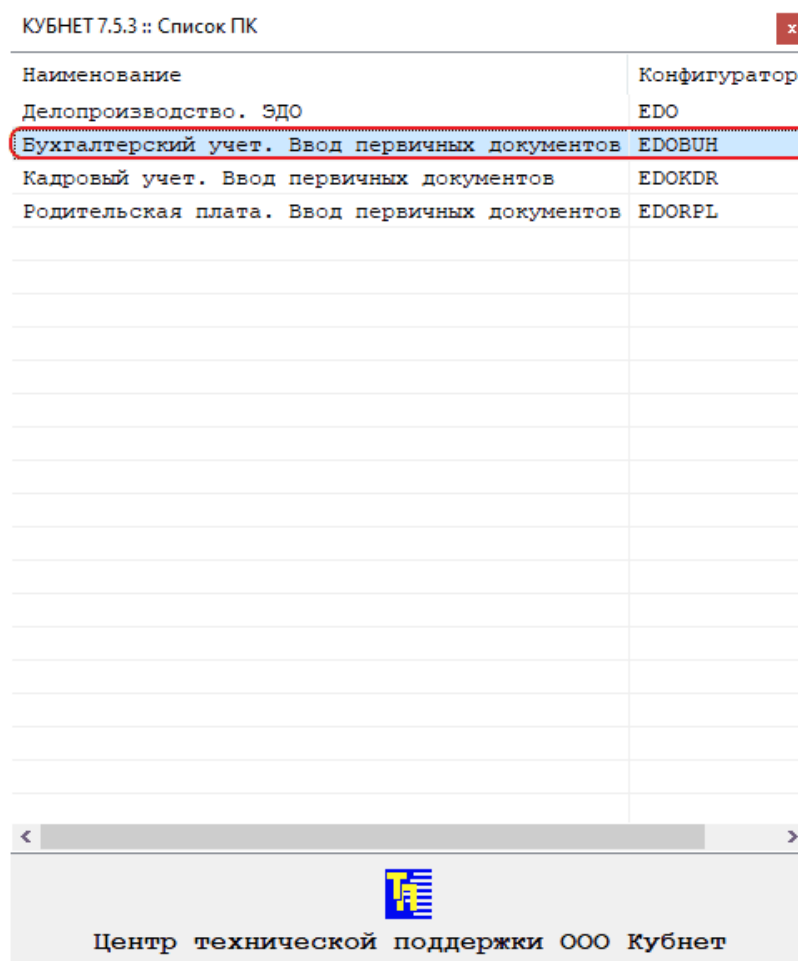 КУБНЕТ 7.5.3 :: Список ПК x
Наименование Конфигуратор
Делопроизводство. ЭДО EDO
Бухгалтерский учет. Ввод первичных документов EDOBUH
Кадровый учет. Ввод первичных документов EDOKDR
Родительская плата. Ввод первичных документов EDORPL
ТП
Центр технической поддержки ООО Кубнет